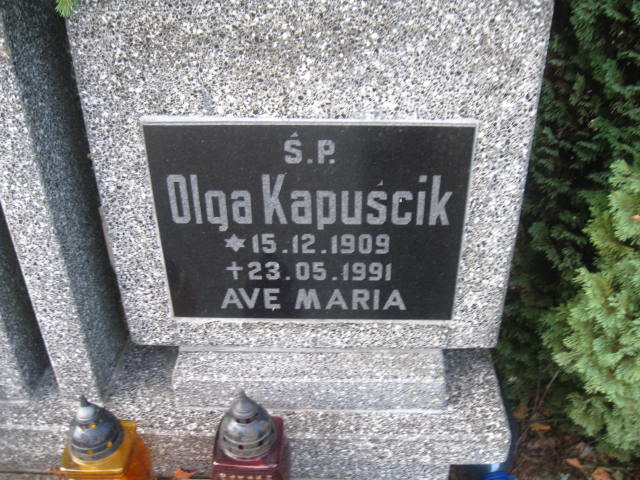 Ś.P.
Olga Kapuścik
* 15.12.1909
+ 23.05.1991
AVE MARIA